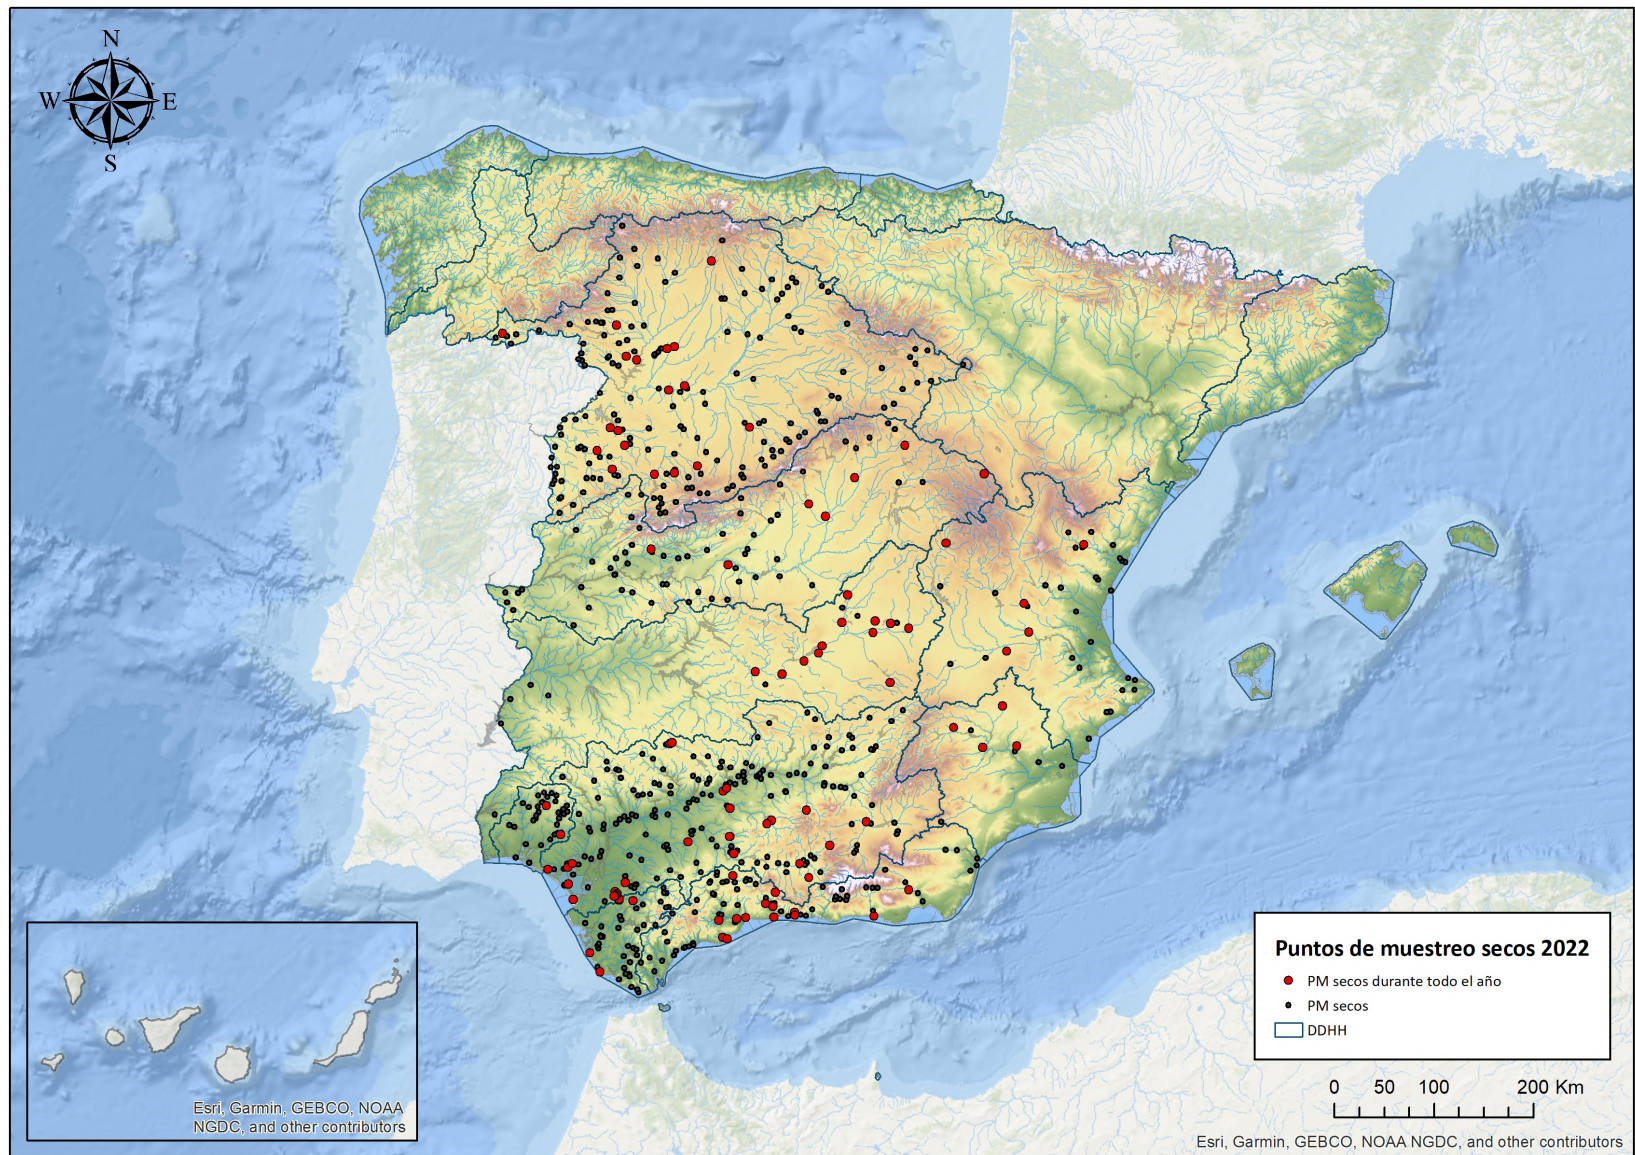 N
W
E
S
Puntos de muestreo secos 2022
PM secos durante todo el año
PM secos
DDHH
0 50 100 200 Km
Esri, Garmin, GEBCO, NOAA
NGDC, and other contributors
Esri, Garmin, GEBCO, NOAA NGDC, and other contributors